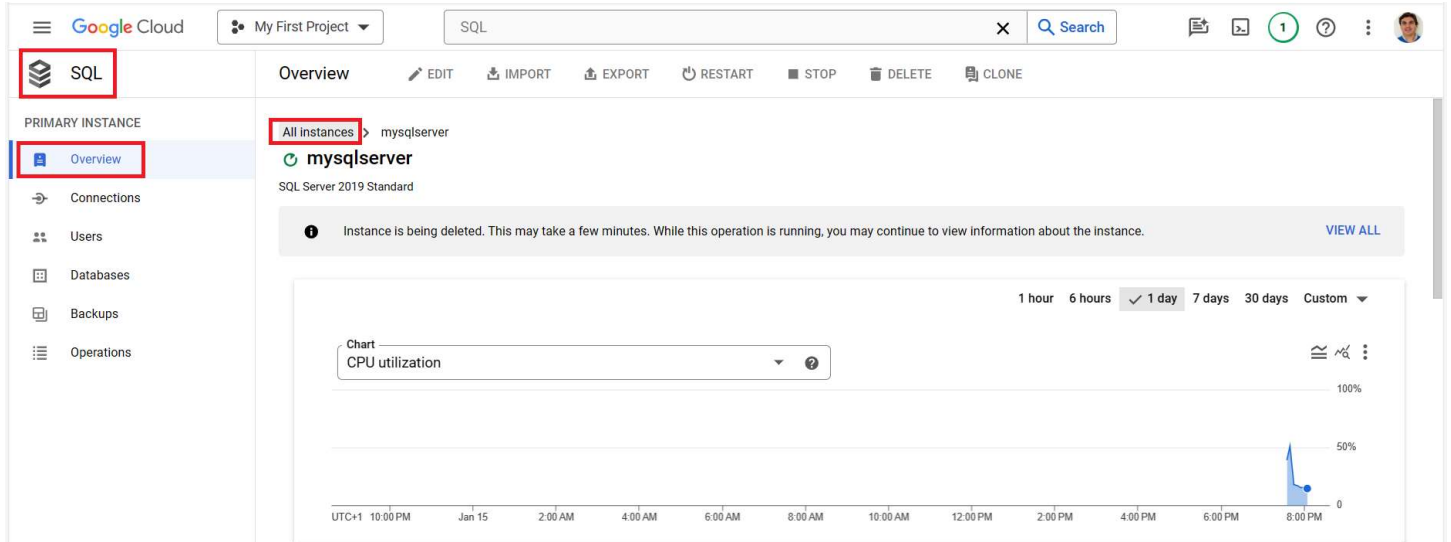 Google Cloud My First Project SQL Search 1
SQL Overview EDIT IMPORT EXPORT RESTART STOP DELETE CLONE
PRIMARY INSTANCE
Overview
Connections
Users
Databases
Backups
Operations
All instances > mysqlserver
mysqlserver
SQL Server 2019 Standard
Instance is being deleted. This may take a few minutes. While this operation is running, you may continue to view information about the instance. VIEW ALL
1 hour 6 hours 1 day 7 days 30 days Custom
Chart
CPU utilization
100%
50%
0
UTC+1 10:00 PM Jan 15 2:00 AM 4:00 AM 6:00 AM 8:00 AM 10:00 AM 12:00 PM 2:00 PM 4:00 PM 6:00 PM 8:00 PM